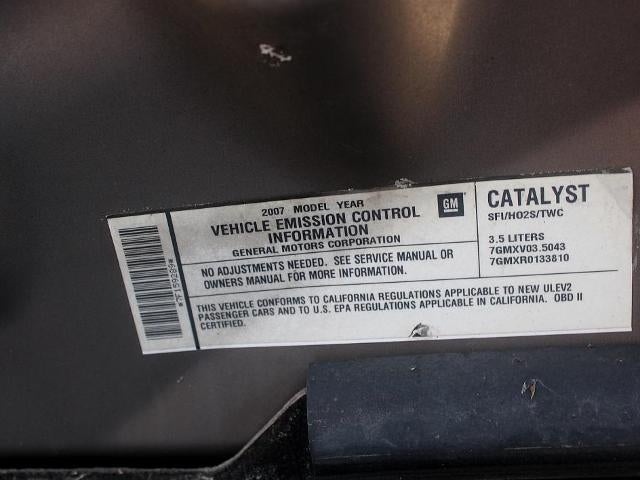 2007 MODEL YEAR
VEHICLE EMISSION CONTROL
INFORMATION
GENERAL MOTORS CORPORATION
GM
NO ADJUSTMENTS NEEDED. SEE SERVICE MANUAL OR
OWNERS MANUAL FOR MORE INFORMATION.
CATALYST
SFI/HO2S/TWC
3.5 LITERS
7GMXV03.5043
7GMXR0133810
THIS VEHICLE CONFORMS TO CALIFORNIA REGULATIONS APPLICABLE TO NEW ULEV2
PASSENGER CARS AND TO U.S. EPA REGULATIONS APPLICABLE IN CALIFORNIA. OBD II
CERTIFIED.
*7F159289*